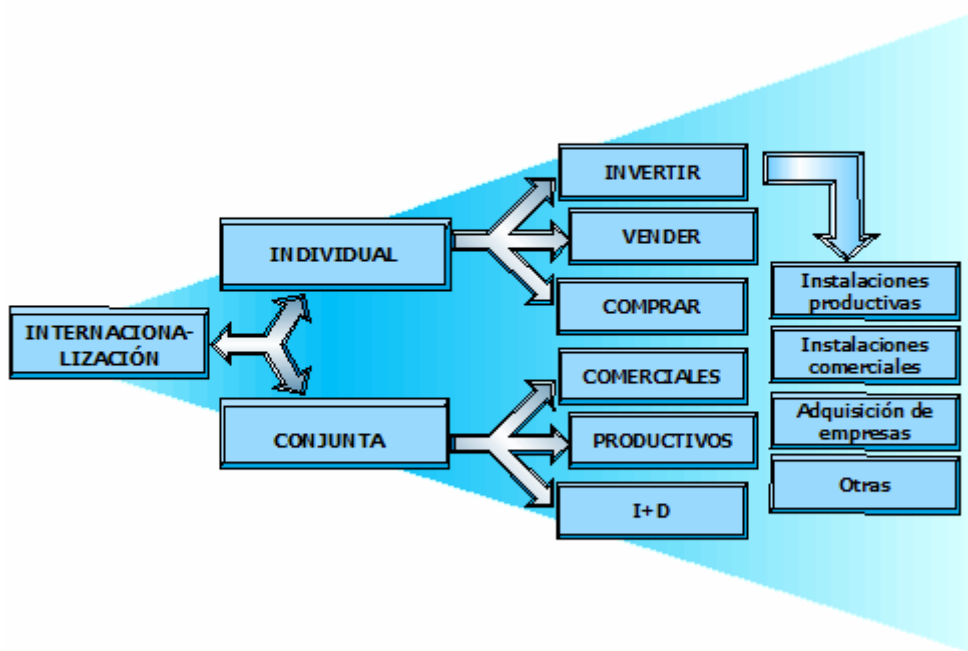 INTERNACIONA-
LIZACIÓN
INDIVIDUAL
CONJUNTA
INVERTIR
VENDER
COMPRAR
COMERCIALES
PRODUCTIVOS
I+D
Instalaciones
productivas
Instalaciones
comerciales
Adquisición de
empresas
Otras